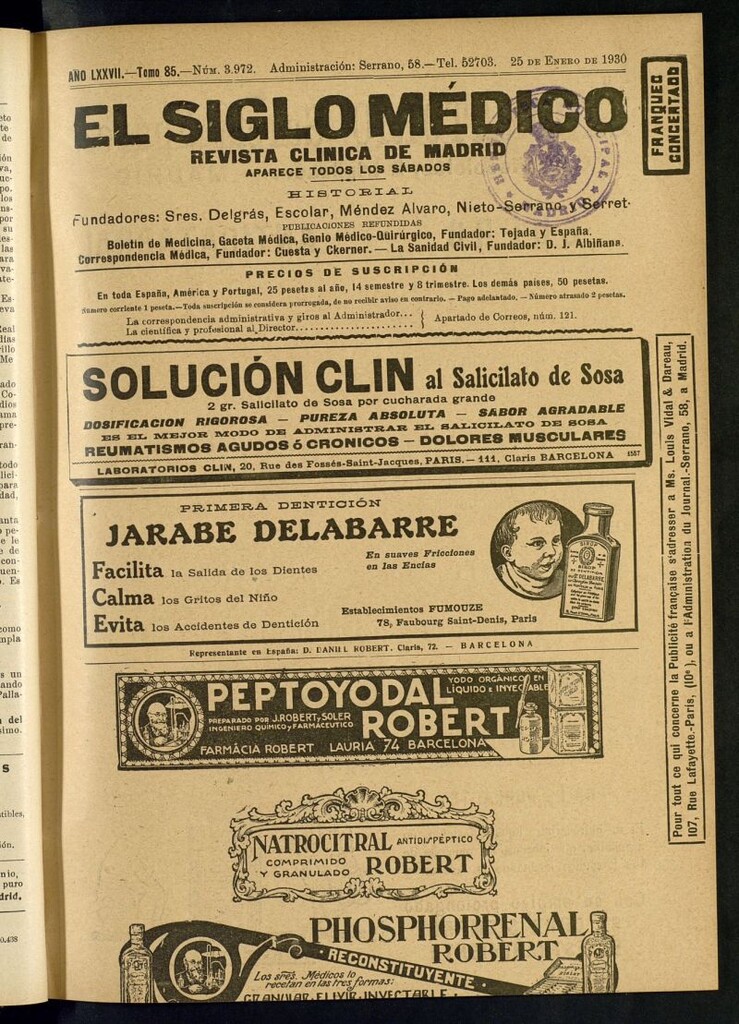 AÑO LXXVII.—Tomo 85.—NÚM. 3.972. Administración: Serrano, 58.—Tel. 52703. 25 DE ENERO DE 1930
FRANQUEO
CONCERTADO
EL SIGLO MÉDICO
REVISTA CLINICA DE MADRID
APARECE TODOS LOS SÁBADOS
HISTORIAL
Fundadores: Sres. Delgrás, Escolar, Méndez Alvaro, Nieto-Serrano y Serret.
PUBLICACIONES REFUNDIDAS
Boletín de Medicina, Gaceta Médica, Genio Médico-Quirúrgico, Fundador: Tejada y España.
Correspondencia Médica, Fundador: Cuesta y Ckerner. — La Sanidad Civil, Fundador: D. J. Albiñana.
PRECIOS DE SUSCRIPCIÓN
En toda España, América y Portugal, 25 pesetas al año, 14 semestre y 8 trimestre. Los demás países, 50 pesetas.
Número corriente 1 peseta.—Toda suscripción se considera prorrogada, de no recibir aviso en contrario. — Pago adelantado. — Número atrasado 2 pesetas.
La correspondencia administrativa y giros al Administrador...
La científica y profesional al Director......................
Apartado de Correos, núm. 121.
SOLUCIÓN CLIN al Salicilato de Sosa
2 gr. Salicilato de Sosa por cucharada grande
DOSIFICACION RIGOROSA — PUREZA ABSOLUTA — SABOR AGRADABLE
ES EL MEJOR MODO DE ADMINISTRAR EL SALICILATO DE SOSA
REUMATISMOS AGUDOS ó CRONICOS — DOLORES MUSCULARES
LABORATORIOS CLIN, 20, Rue des Fossés-Saint-Jacques, PARIS. — 111, Claris BARCELONA 1557
PRIMERA DENTICIÓN
JARABE DELABARRE
Facilita la Salida de los Dientes
Calma los Gritos del Niño
Evita los Accidentes de Dentición
En suaves Fricciones
en las Encias
Establecimientos FUMOUZE
78, Faubourg Saint-Denis, Paris
SIROP
DELABARRE
Representante en España: D. DANIEL ROBERT. Claris, 72. — BARCELONA
PEPTOYODAL
YODO ORGÁNICO EN
LÍQUIDO E INYECTABLE
PREPARADO POR J.ROBERT, SOLER
INGENIERO QUÍMICO y FARMACÉUTICO
ROBERT
FARMÀCIA ROBERT LAURIA 74 BARCELONA
NATROCITRAL ANTIDISPÉPTICO
COMPRIMIDO
Y GRANULADO
ROBERT
PHOSPHORRENAL
ROBERT
RECONSTITUYENTE
Los sres. Médicos lo
recetan en las tres formas:
GRANULAR, ELIXIR, INYECTABLE
Pour tout ce qui concerne la Publicité française s'adresser a Ms. Louis Vidal & Dareau,
107, Rue Lafayette.-Paris, (10e), ou a l'Administration du Journal.-Serrano, 58, a Madrid.